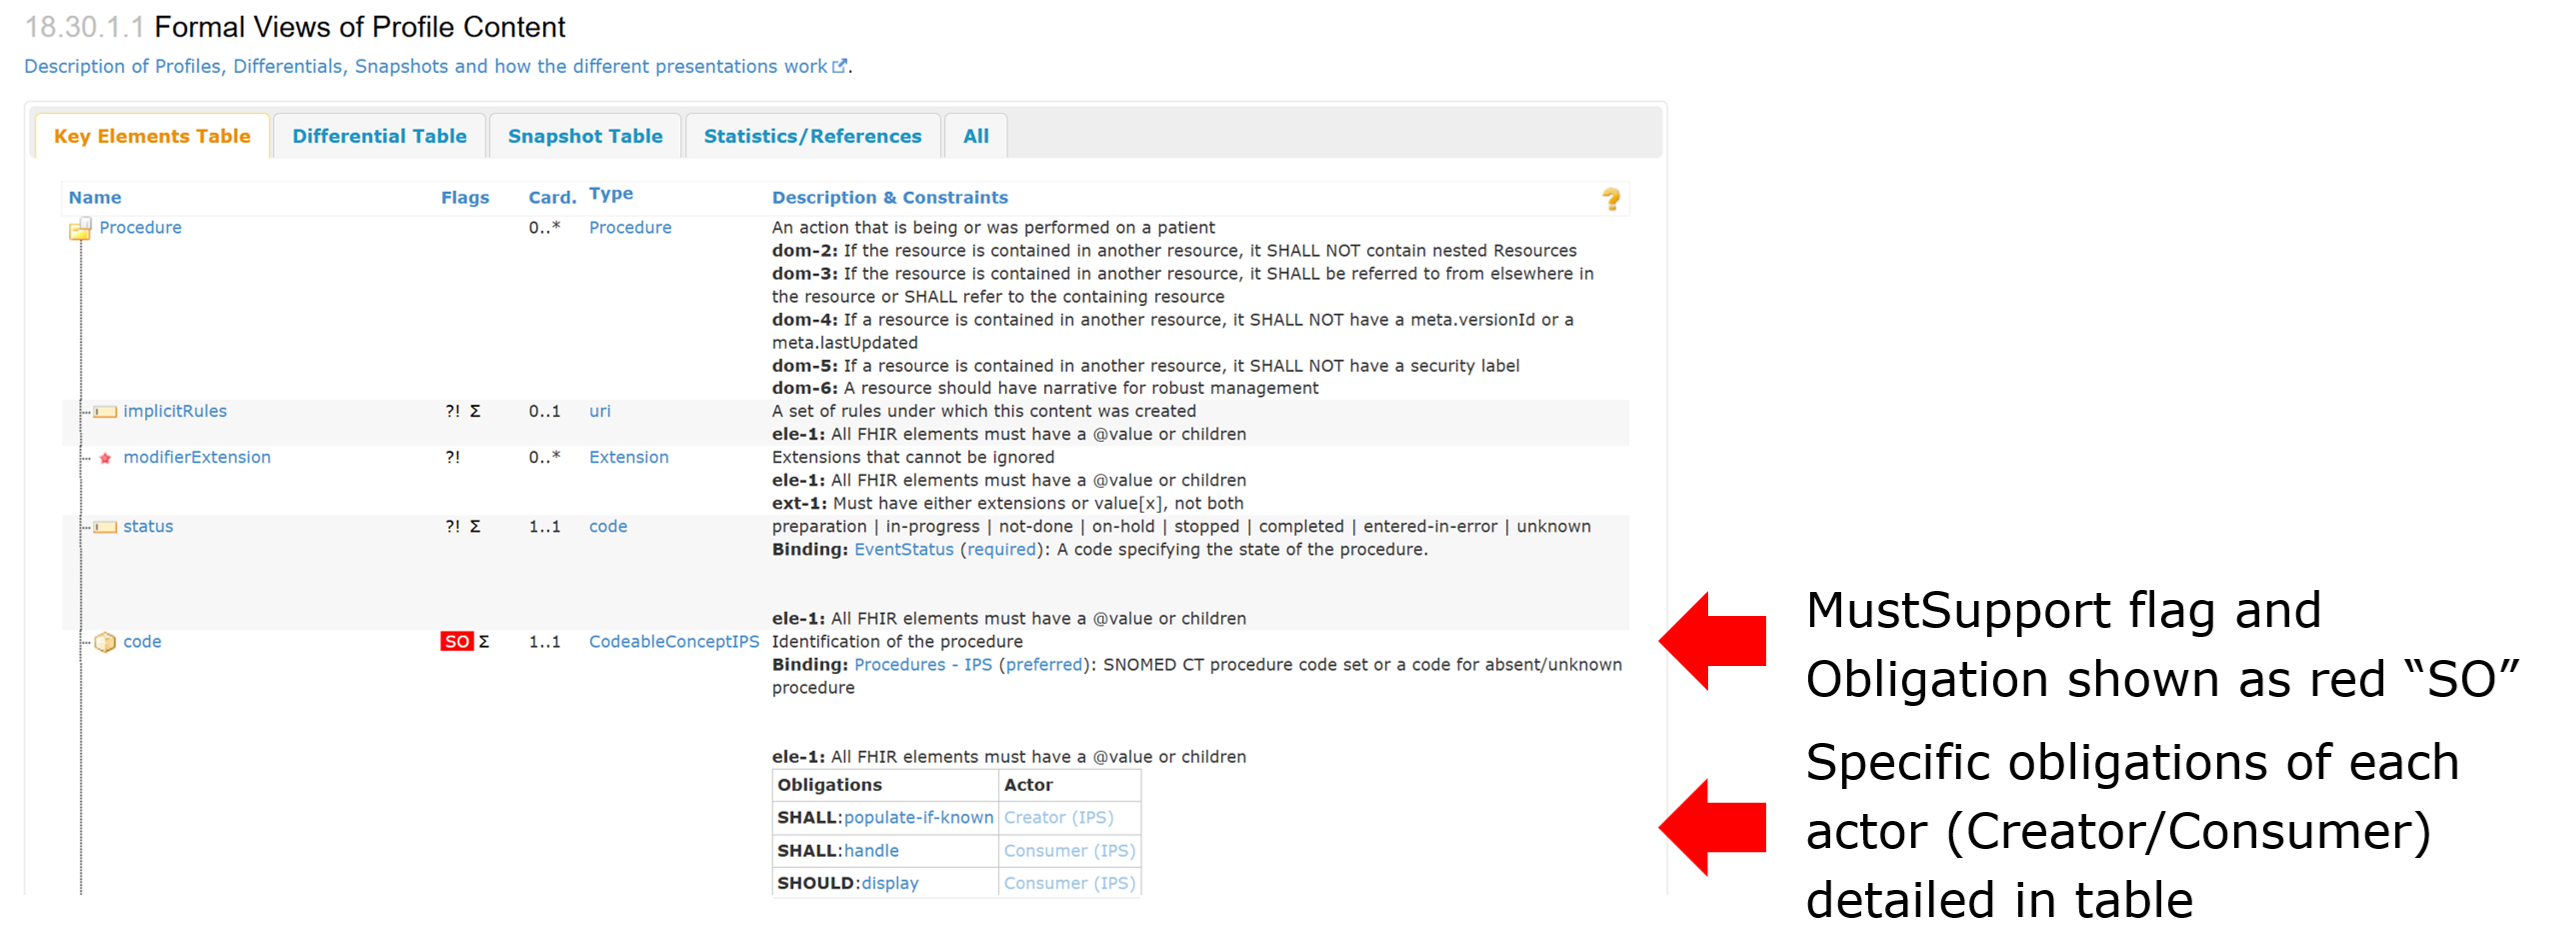 18.30.1.1 Formal Views of Profile Content
Description of Profiles, Differentials, Snapshots and how the different presentations work.
Key Elements Table Differential Table Snapshot Table Statistics/References All
Name Flags Card. Type Description & Constraints ?
Procedure 0..* Procedure An action that is being or was performed on a patient
dom-2: If the resource is contained in another resource, it SHALL NOT contain nested Resources
dom-3: If the resource is contained in another resource, it SHALL be referred to from elsewhere in
the resource or SHALL refer to the containing resource
dom-4: If a resource is contained in another resource, it SHALL NOT have a meta.versionId or a
meta.lastUpdated
dom-5: If a resource is contained in another resource, it SHALL NOT have a security label
dom-6: A resource should have narrative for robust management
implicitRules ?! Σ 0..1 uri A set of rules under which this content was created
ele-1: All FHIR elements must have a @value or children
modifierExtension ?! 0..* Extension Extensions that cannot be ignored
ele-1: All FHIR elements must have a @value or children
ext-1: Must have either extensions or value[x], not both
status ?! Σ 1..1 code preparation | in-progress | not-done | on-hold | stopped | completed | entered-in-error | unknown
Binding: EventStatus (required): A code specifying the state of the procedure.
ele-1: All FHIR elements must have a @value or children
code SO Σ 1..1 CodeableConceptIPS Identification of the procedure
Binding: Procedures - IPS (preferred): SNOMED CT procedure code set or a code for absent/unknown
procedure
ele-1: All FHIR elements must have a @value or children
Obligations Actor
SHALL:populate-if-known Creator (IPS)
SHALL:handle Consumer (IPS)
SHOULD:display Consumer (IPS)
MustSupport flag and
Obligation shown as red “SO”
Specific obligations of each
actor (Creator/Consumer)
detailed in table